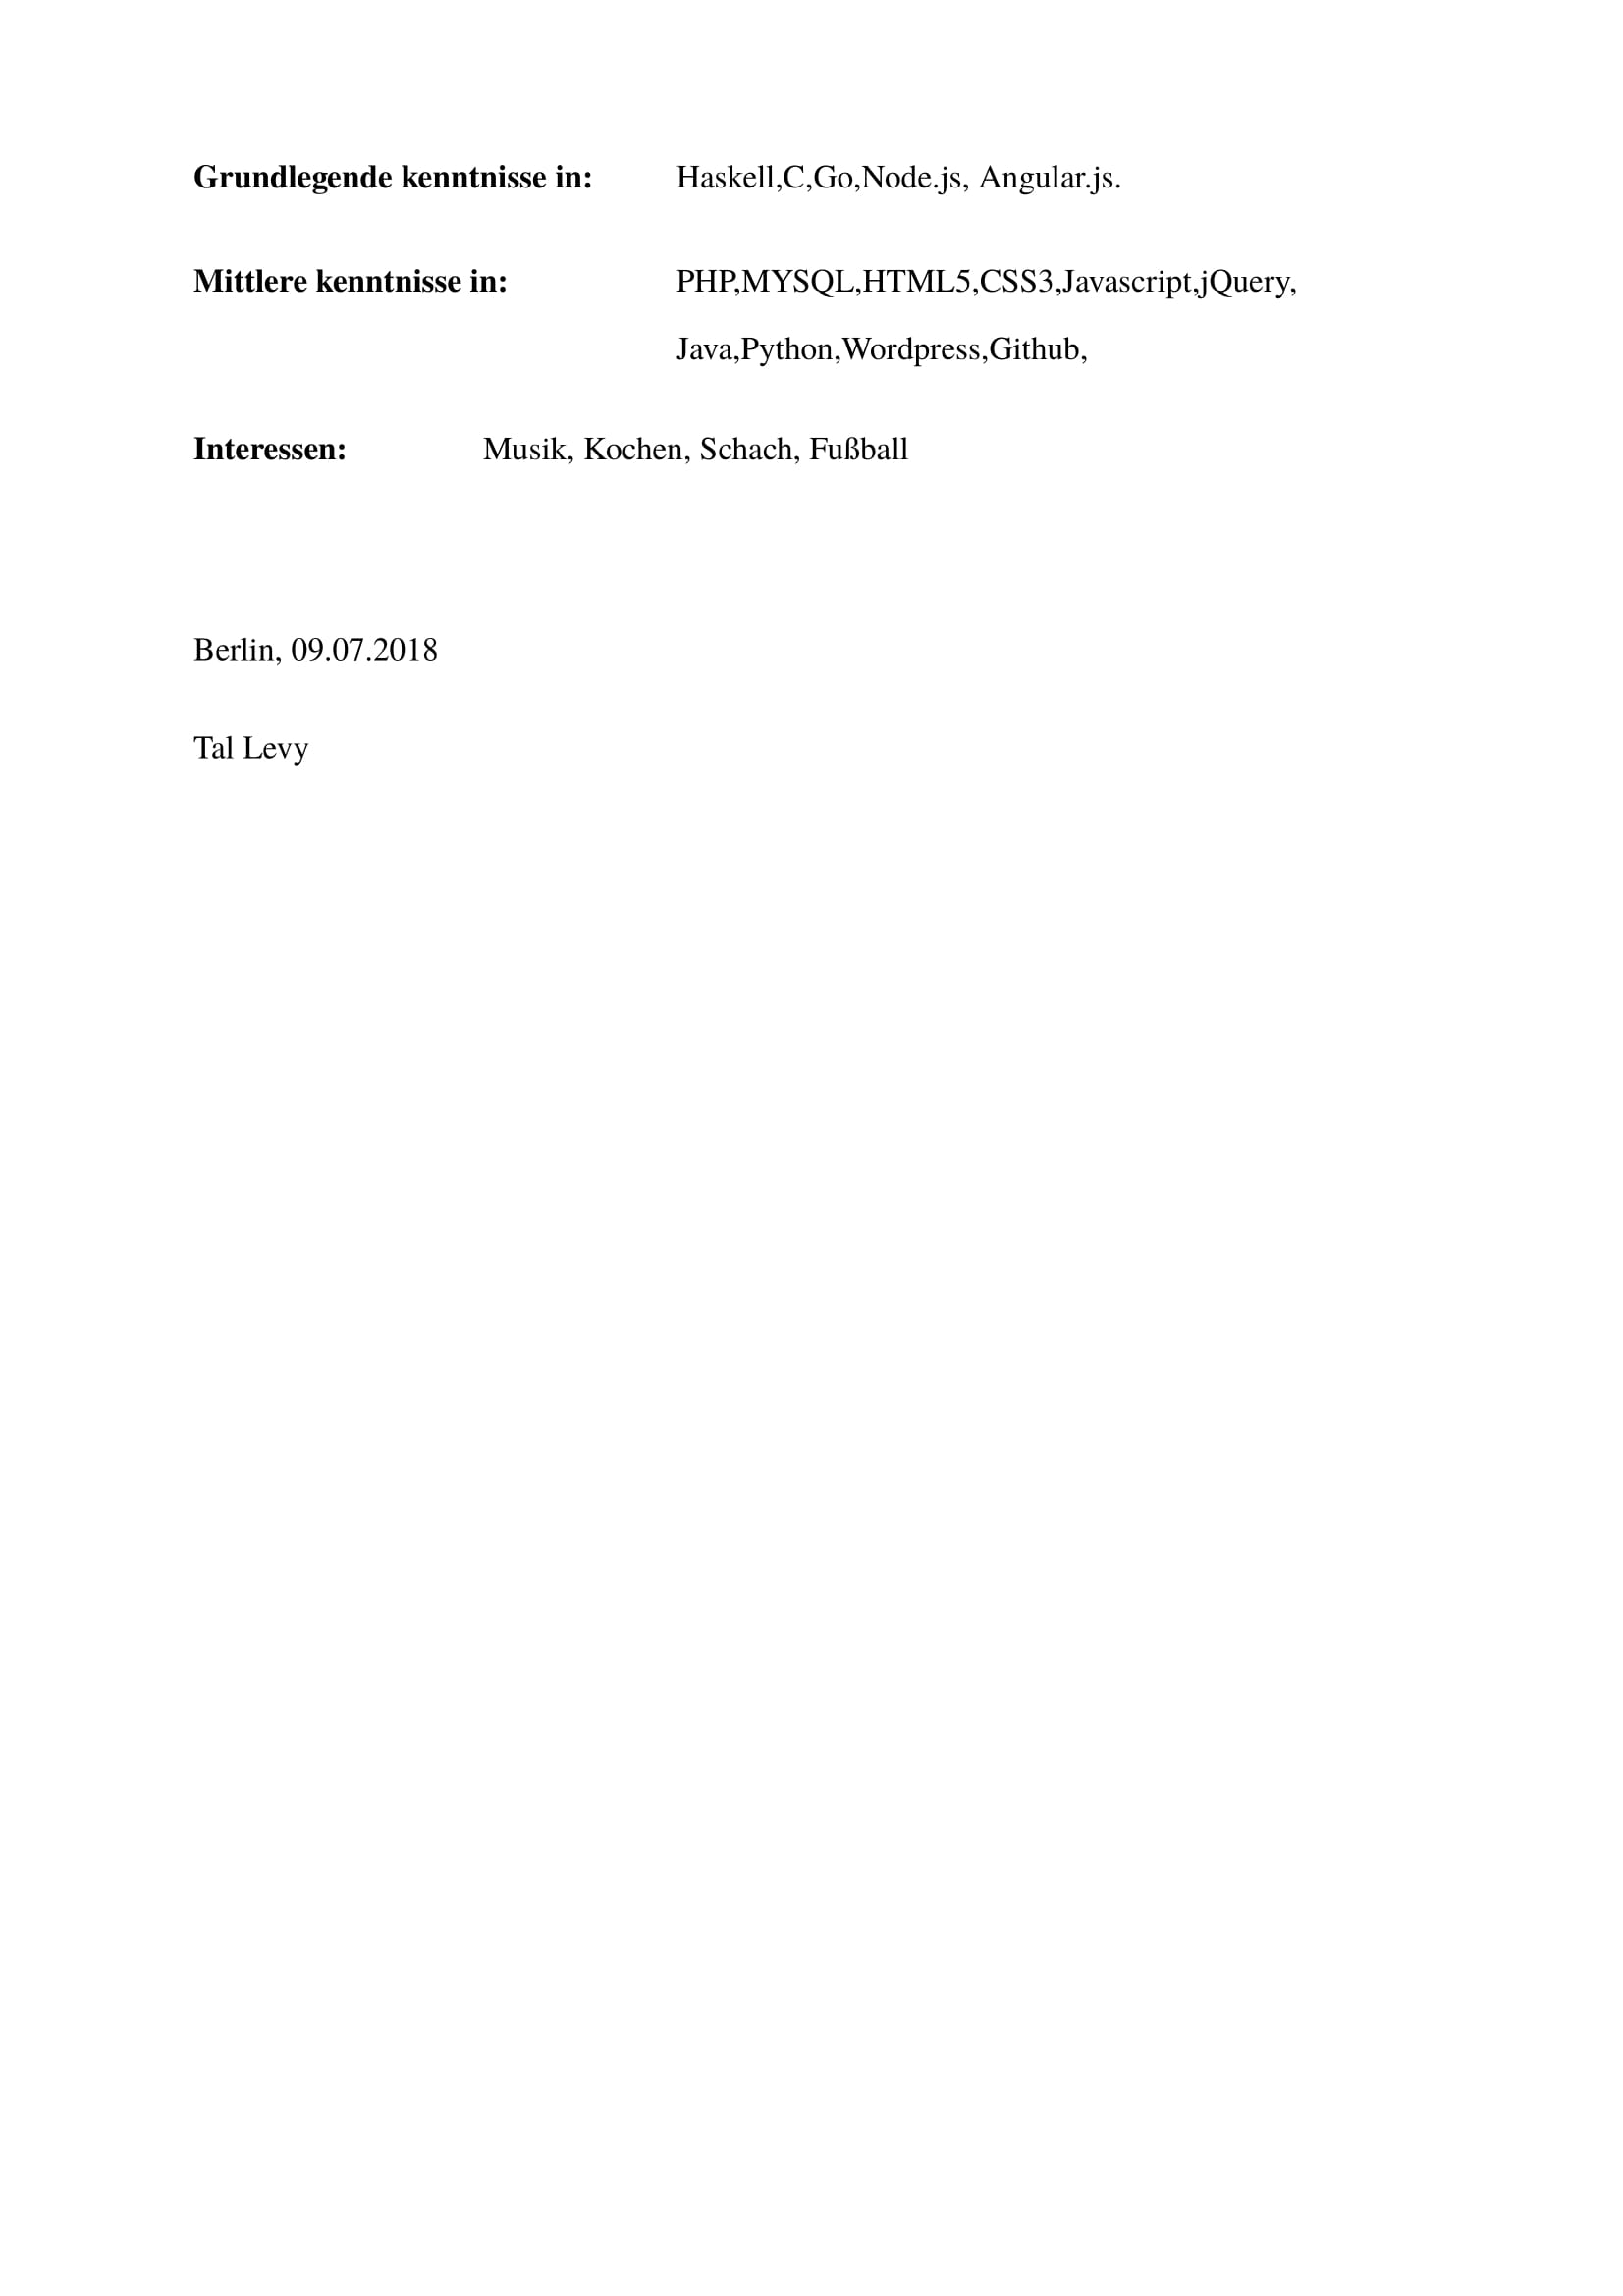 Grundlegende kenntnisse in: Haskell,C,Go,Node.js, Angular.js.
Mittlere kenntnisse in: PHP,MYSQL,HTML5,CSS3,Javascript,jQuery,
Java,Python,Wordpress,Github,
Interessen: Musik, Kochen, Schach, Fußball
Berlin, 09.07.2018
Tal Levy